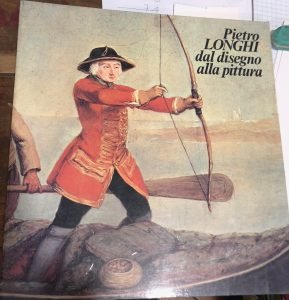 Pietro
LONGHI
dal disegno
alla pittura